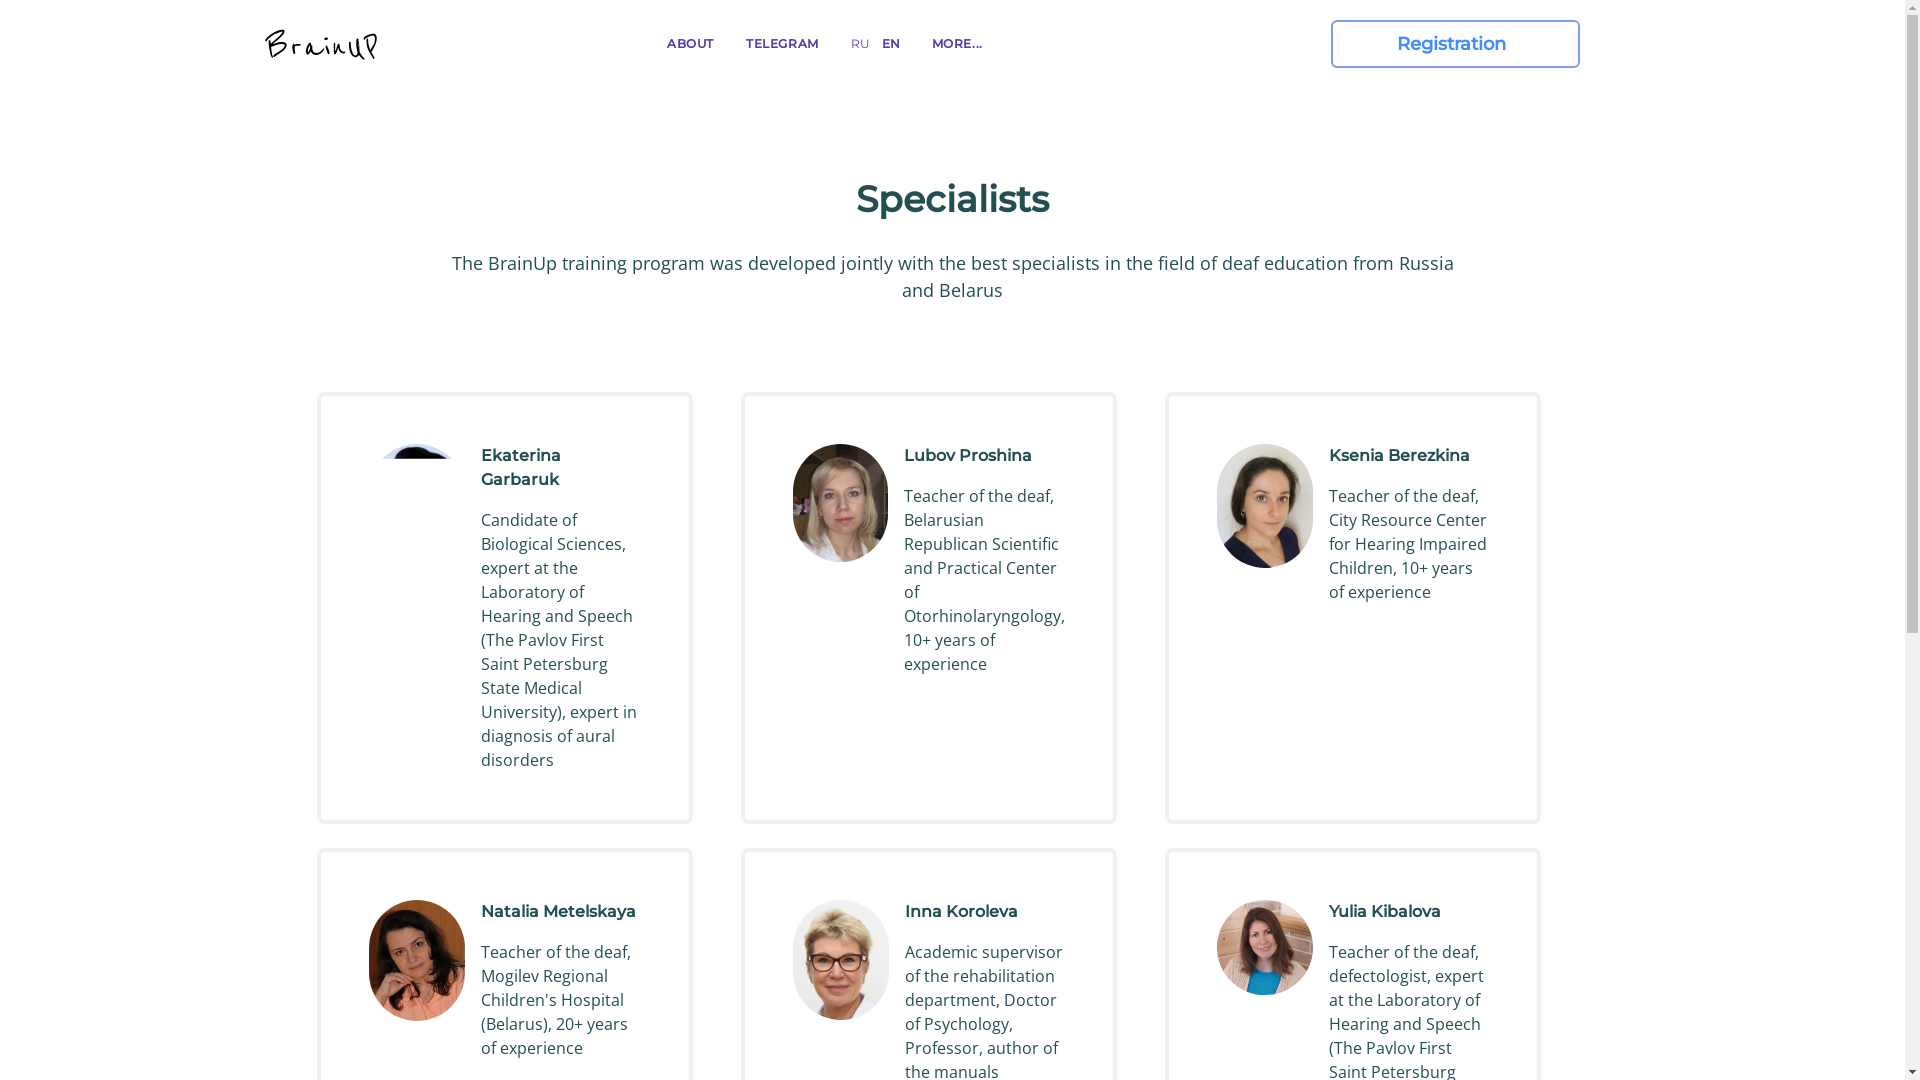 BrainUP
ABOUT
TELEGRAM
RU
EN
MORE...
Registration
Specialists
The BrainUp training program was developed jointly with the best specialists in the field of deaf education from Russia
and Belarus
Ekaterina
Garbaruk
Candidate of
Biological Sciences,
expert at the
Laboratory of
Hearing and Speech
(The Pavlov First
Saint Petersburg
State Medical
University), expert in
diagnosis of aural
disorders
Lubov Proshina
Teacher of the deaf,
Belarusian
Republican Scientific
and Practical Center
of
Otorhinolaryngology,
10+ years of
experience
Ksenia Berezkina
Teacher of the deaf,
City Resource Center
for Hearing Impaired
Children, 10+ years
of experience
Natalia Metelskaya
Teacher of the deaf,
Mogilev Regional
Children's Hospital
(Belarus), 20+ years
of experience
Inna Koroleva
Academic supervisor
of the rehabilitation
department, Doctor
of Psychology,
Professor, author of
the manuals
Yulia Kibalova
Teacher of the deaf,
defectologist, expert
at the Laboratory of
Hearing and Speech
(The Pavlov First
Saint Petersburg